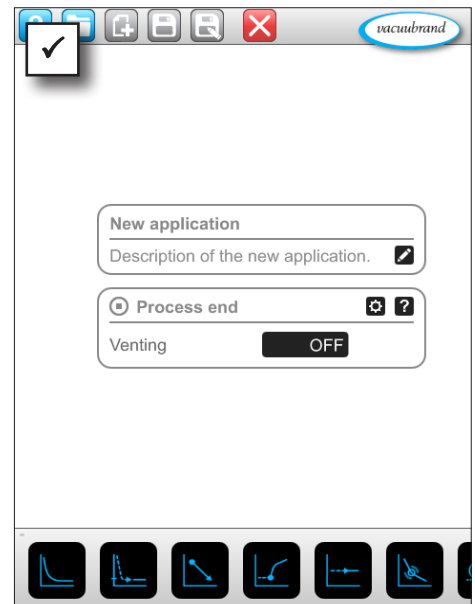 vacuubrand
New application
Description of the new application.
Process end
?
Venting
OFF